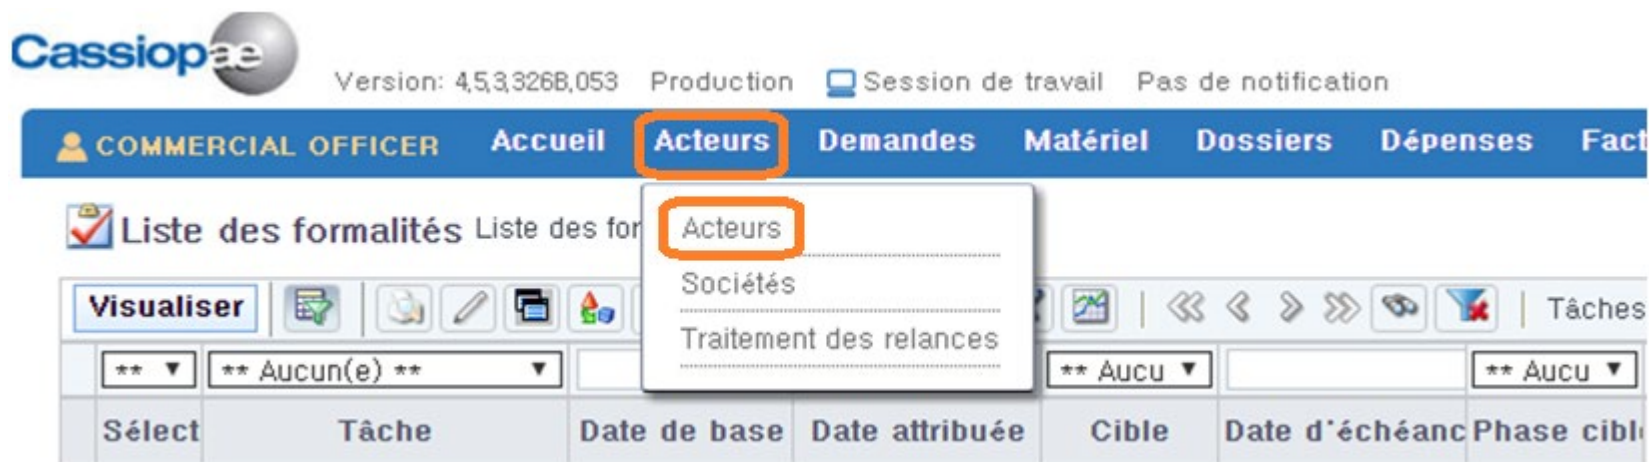 Cassiopae
Version: 4,5,3,326B,053 Production Session de travail Pas de notification
COMMERCIAL OFFICER Accueil Acteurs Demandes Matériel Dossiers Dépenses Fact
Liste des formalités Liste des for
Acteurs
Sociétés
Traitement des relances
Visualiser Tâches
** ** Aucun(e) ** ** Aucu ** Aucu
Sélect Tâche Date de base Date attribuée Cible Date d'échéanc Phase cibl